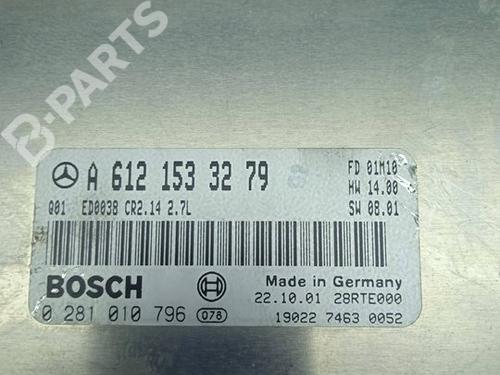 B-PARTS
A 612 153 32 79
FD 01M10
HW 14.00
Q01 ED0038 CR2.14 2.7L
SW 08.01
BOSCH
Made in Germany
22.10.01 28RTE000
0 281 010 796 078
19022 7463 0052